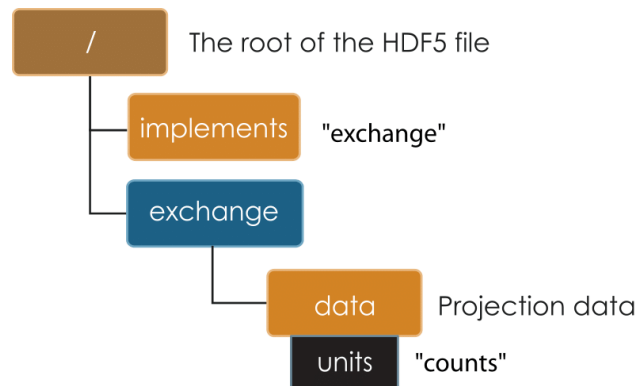 / The root of the HDF5 file
implements "exchange"
exchange
data Projection data
units "counts"